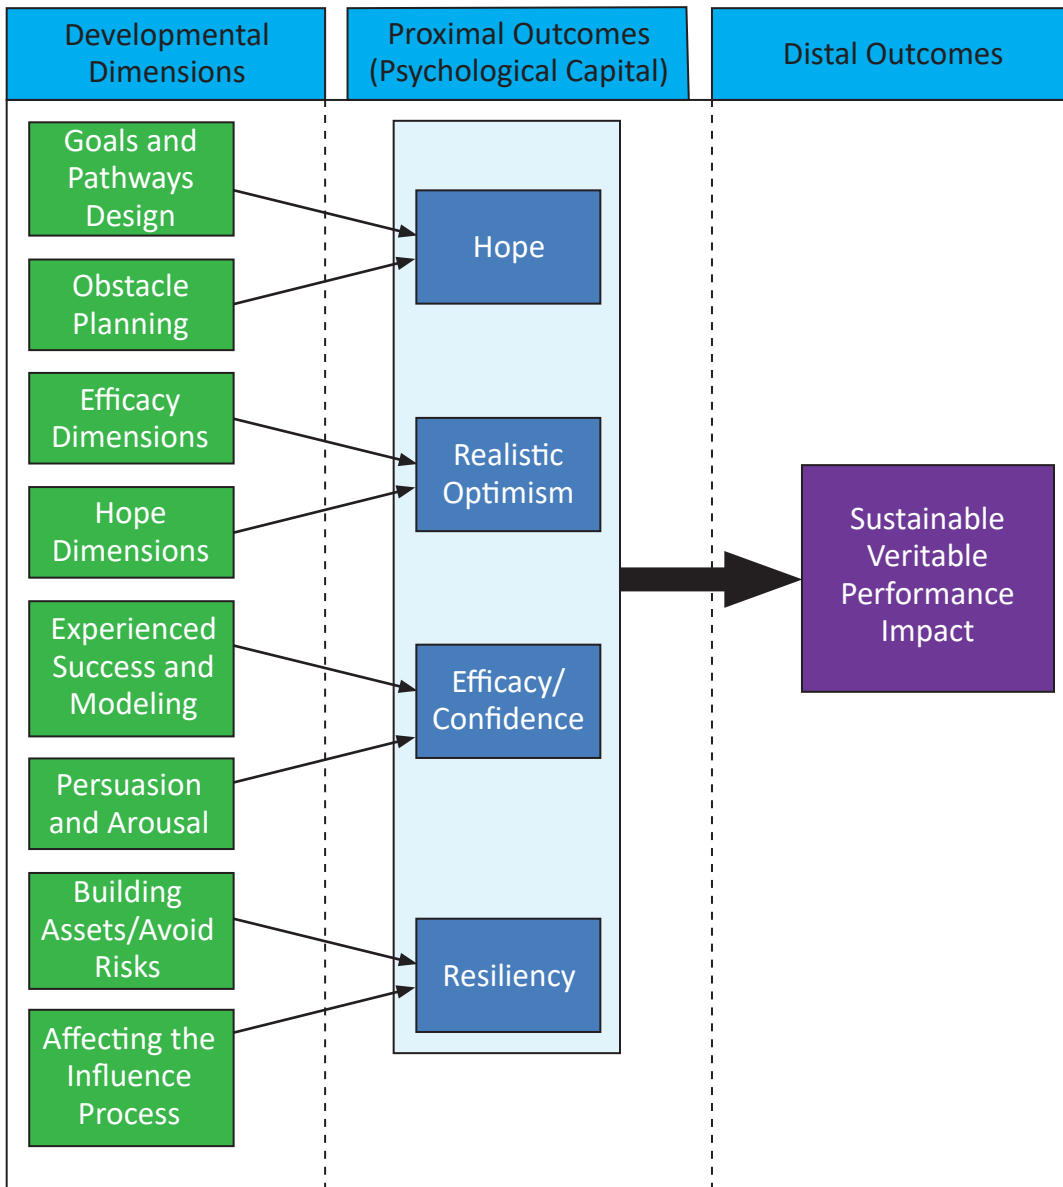 Developmental
Dimensions
Proximal Outcomes
(Psychological Capital)
Distal Outcomes
Goals and
Pathways
Design
Obstacle
Planning
Efficacy
Dimensions
Hope
Dimensions
Experienced
Success and
Modeling
Persuasion
and Arousal
Building
Assets/Avoid
Risks
Affecting the
Influence
Process
Hope
Realistic
Optimism
Efficacy/
Confidence
Resiliency
Sustainable
Veritable
Performance
Impact